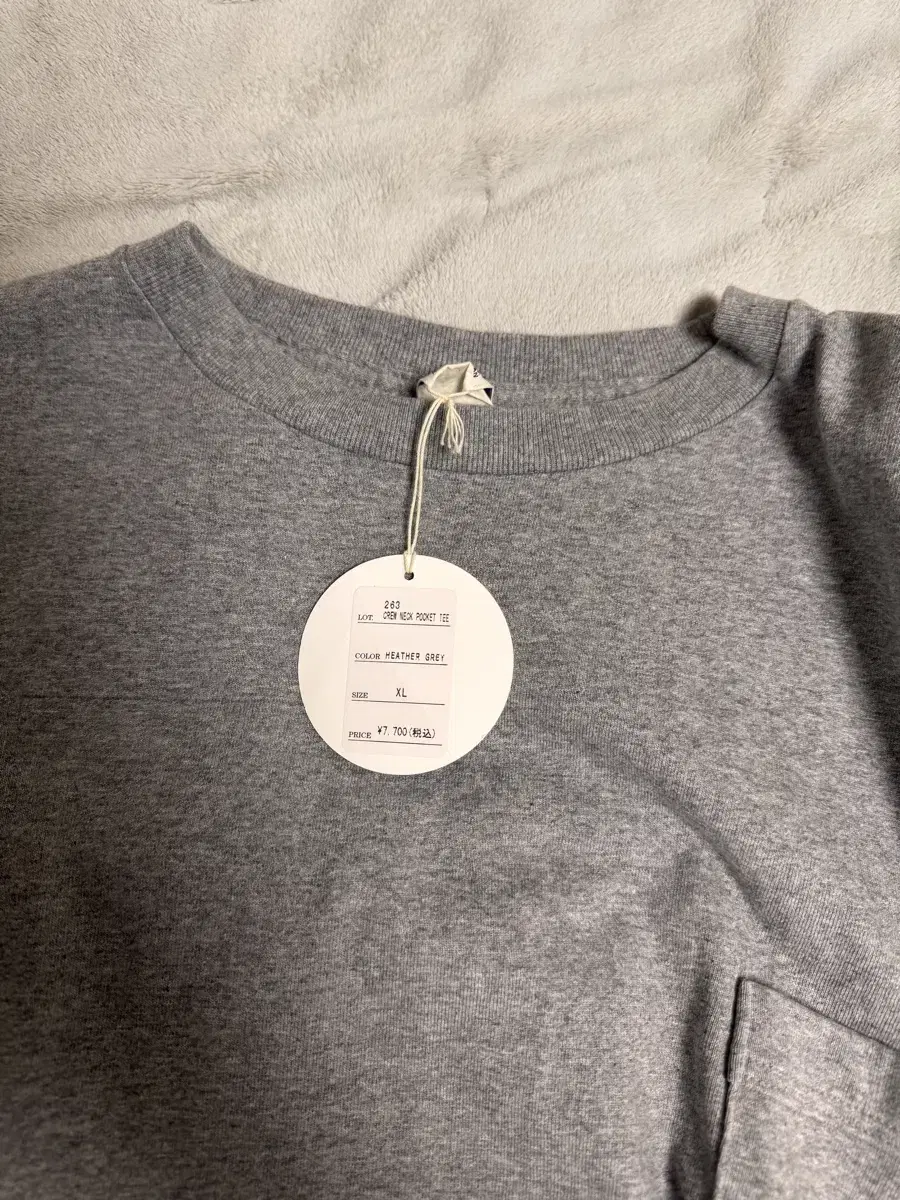 263
LOT. CREW NECK POCKET TEE
COLOR HEATHER GREY
SIZE XL
PRICE ¥7,700(税込)